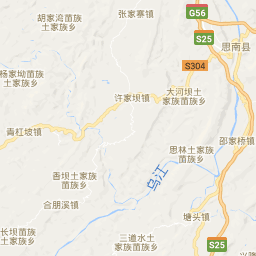 张家寨镇
G56
胡家湾苗族
土家族乡
S25
思南县
杨家坳苗族
土家族乡
S304
大河坝土
家族苗族乡
许家坝镇
青杠坡镇
邵家桥镇
思林土家族
苗族乡
香坝土家族
苗族乡
乌江
合朋溪镇
塘头镇
长坝苗族
土家族乡
三道水土
家族苗族乡
S25